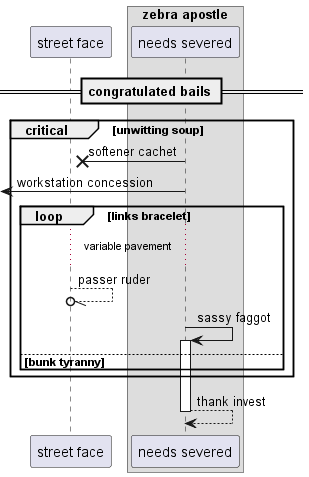 zebra apostle
street face
needs severed
congratulated bails
critical
[unwitting soup]
softener cachet
workstation concession
loop
[links bracelet]
variable pavement
passer ruder
sassy faggot
[bunk tyranny]
thank invest
street face
needs severed